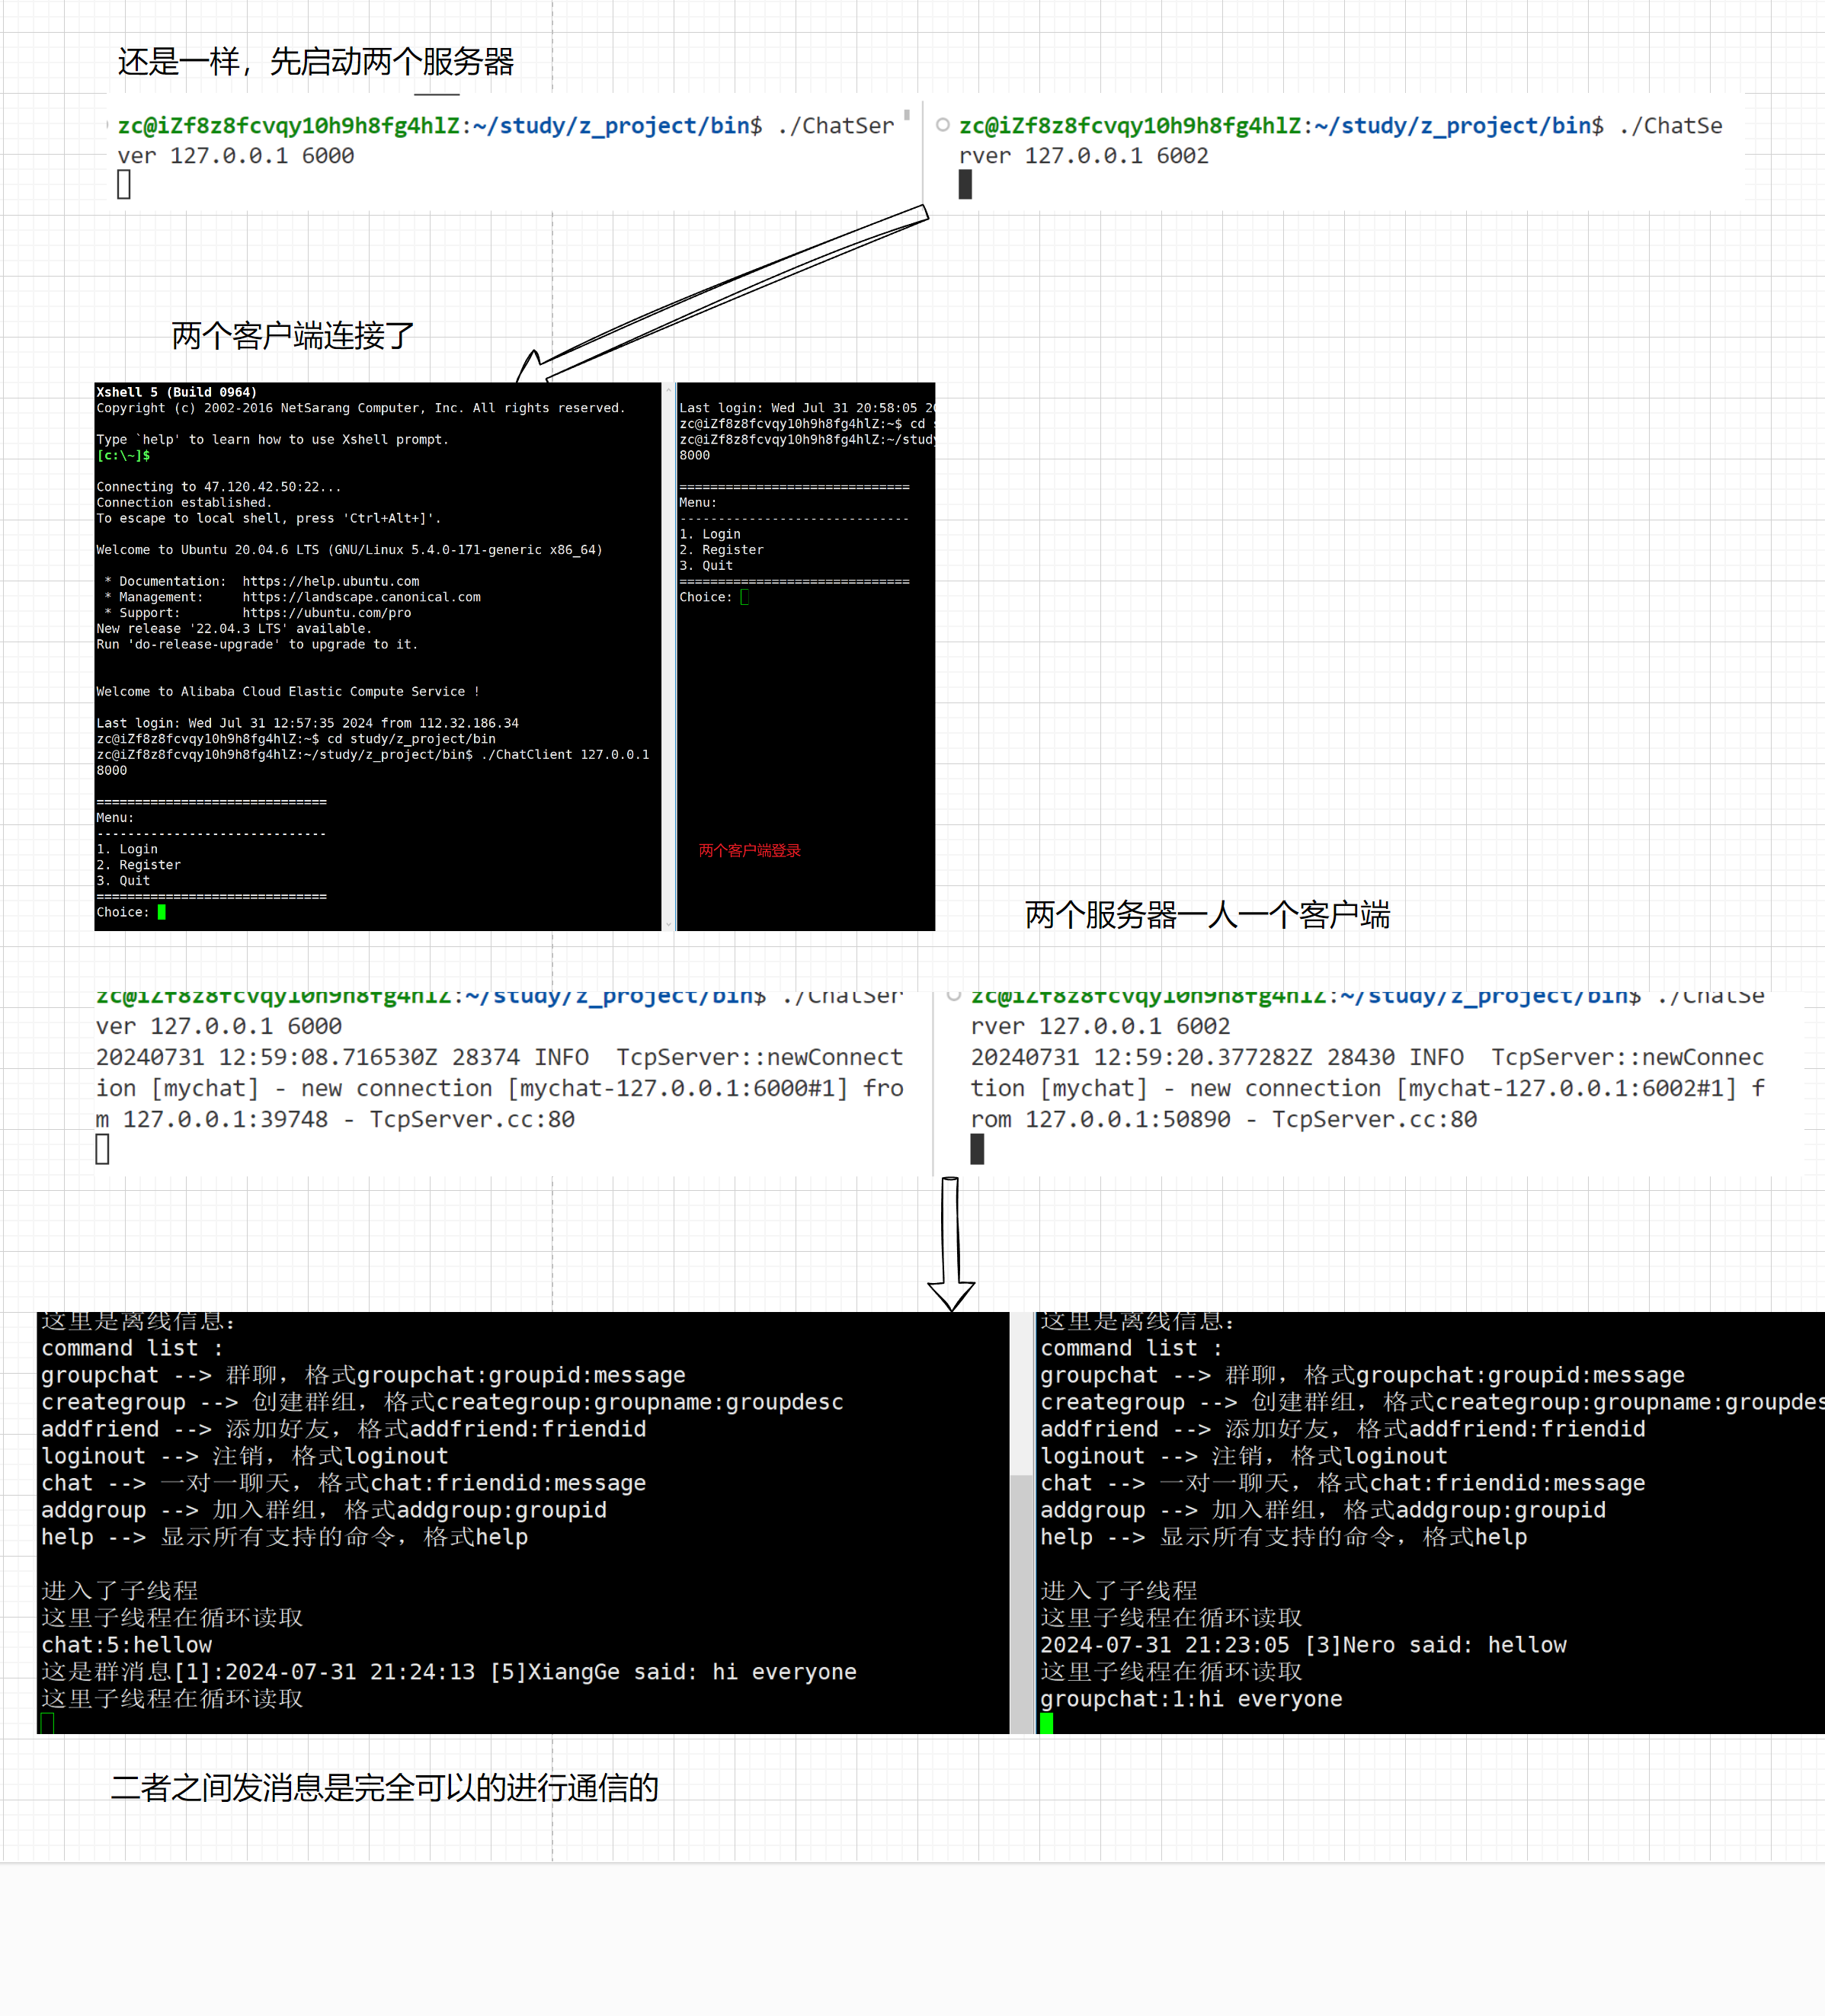 还是一样，先启动两个服务器
zc@iZf8z8fcvqy10h9h8fg4hlZ:~/study/z_project/bin$ ./ChatSer
ver 127.0.0.1 6000
zc@iZf8z8fcvqy10h9h8fg4hlZ:~/study/z_project/bin$ ./ChatSe
rver 127.0.0.1 6002
两个客户端连接了
Xshell 5 (Build 0964)
Copyright (c) 2002-2016 NetSarang Computer, Inc. All rights reserved.
Type `help' to learn how to use Xshell prompt.
[c:\~]$
Connecting to 47.120.42.50:22...
Connection established.
To escape to local shell, press 'Ctrl+Alt+]'.
Welcome to Ubuntu 20.04.6 LTS (GNU/Linux 5.4.0-171-generic x86_64)
* Documentation:  https://help.ubuntu.com
* Management:     https://landscape.canonical.com
* Support:        https://ubuntu.com/pro
New release '22.04.3 LTS' available.
Run 'do-release-upgrade' to upgrade to it.
Welcome to Alibaba Cloud Elastic Compute Service !
Last login: Wed Jul 31 12:57:35 2024 from 112.32.186.34
zc@iZf8z8fcvqy10h9h8fg4hlZ:~$ cd study/z_project/bin
zc@iZf8z8fcvqy10h9h8fg4hlZ:~/study/z_project/bin$ ./ChatClient 127.0.0.1
8000
==============================
Menu:
------------------------------
1. Login
2. Register
3. Quit
==============================
Choice:
Last login: Wed Jul 31 20:58:05 20
zc@iZf8z8fcvqy10h9h8fg4hlZ:~$ cd s
zc@iZf8z8fcvqy10h9h8fg4hlZ:~/study
8000
==============================
Menu:
------------------------------
1. Login
2. Register
3. Quit
==============================
Choice:
两个客户端登录
两个服务器一人一个客户端
zc@iZf8z8fcvqy10h9h8fg4hlZ:~/study/z_project/bin$ ./ChatSer
ver 127.0.0.1 6000
20240731 12:59:08.716530Z 28374 INFO  TcpServer::newConnect
ion [mychat] - new connection [mychat-127.0.0.1:6000#1] fro
m 127.0.0.1:39748 - TcpServer.cc:80
zc@iZf8z8fcvqy10h9h8fg4hlZ:~/study/z_project/bin$ ./ChatSe
rver 127.0.0.1 6002
20240731 12:59:20.377282Z 28430 INFO  TcpServer::newConnec
tion [mychat] - new connection [mychat-127.0.0.1:6002#1] f
rom 127.0.0.1:50890 - TcpServer.cc:80
这里是离线信息：
command list :
groupchat --> 群聊，格式groupchat:groupid:message
creategroup --> 创建群组，格式creategroup:groupname:groupdesc
addfriend --> 添加好友，格式addfriend:friendid
loginout --> 注销，格式loginout
chat --> 一对一聊天，格式chat:friendid:message
addgroup --> 加入群组，格式addgroup:groupid
help --> 显示所有支持的命令，格式help
进入了子线程
这里子线程在循环读取
chat:5:hellow
这是群消息[1]:2024-07-31 21:24:13 [5]XiangGe said: hi everyone
这里子线程在循环读取
这里是离线信息：
command list :
groupchat --> 群聊，格式groupchat:groupid:message
creategroup --> 创建群组，格式creategroup:groupname:groupdes
addfriend --> 添加好友，格式addfriend:friendid
loginout --> 注销，格式loginout
chat --> 一对一聊天，格式chat:friendid:message
addgroup --> 加入群组，格式addgroup:groupid
help --> 显示所有支持的命令，格式help
进入了子线程
这里子线程在循环读取
2024-07-31 21:23:05 [3]Nero said: hellow
这里子线程在循环读取
groupchat:1:hi everyone
二者之间发消息是完全可以的进行通信的